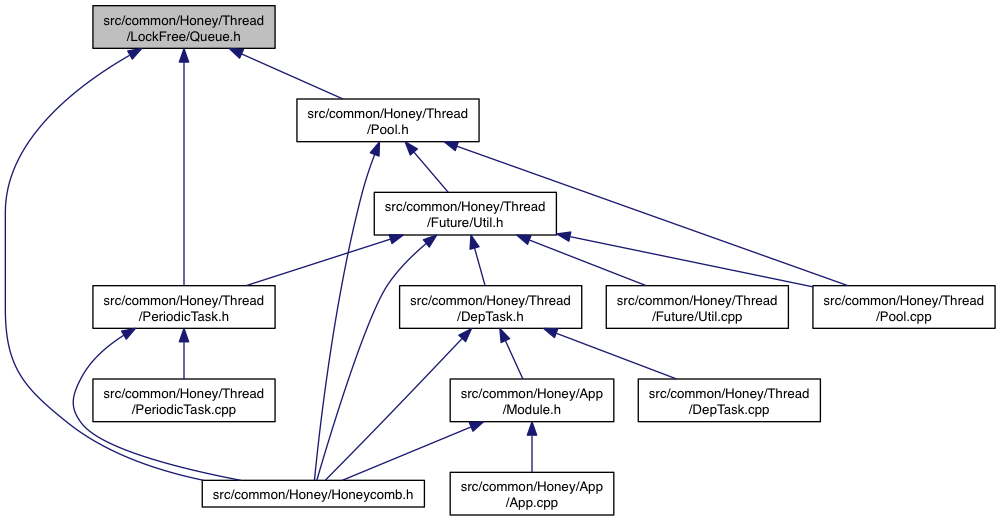 src/common/Honey/Thread
/LockFree/Queue.h
src/common/Honey/Thread
/Pool.h
src/common/Honey/Thread
/Future/Util.h
src/common/Honey/Thread
/PeriodicTask.h
src/common/Honey/Thread
/DepTask.h
src/common/Honey/Thread
/Future/Util.cpp
src/common/Honey/Thread
/Pool.cpp
src/common/Honey/Thread
/PeriodicTask.cpp
src/common/Honey/App
/Module.h
src/common/Honey/Thread
/DepTask.cpp
src/common/Honey/Honeycomb.h
src/common/Honey/App
/App.cpp